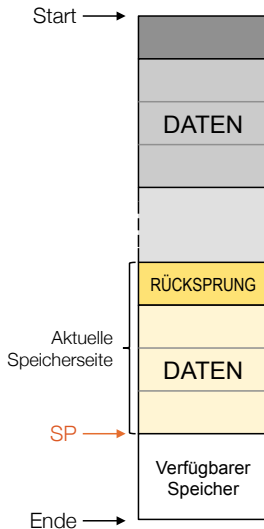 Start
DATEN
RÜCKSPRUNG
Aktuelle
Speicherseite
DATEN
SP
Verfügbarer
Speicher
Ende